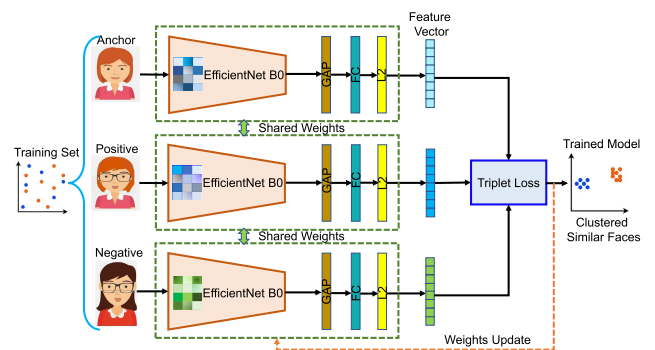 Feature
Vector
Anchor
EfficientNet B0
GAP
FC
L2
Shared Weights
Training Set
Positive
EfficientNet B0
GAP
FC
L2
Triplet Loss
Trained Model
Clustered
Similar Faces
Shared Weights
Negative
EfficientNet B0
GAP
FC
L2
Weights Update